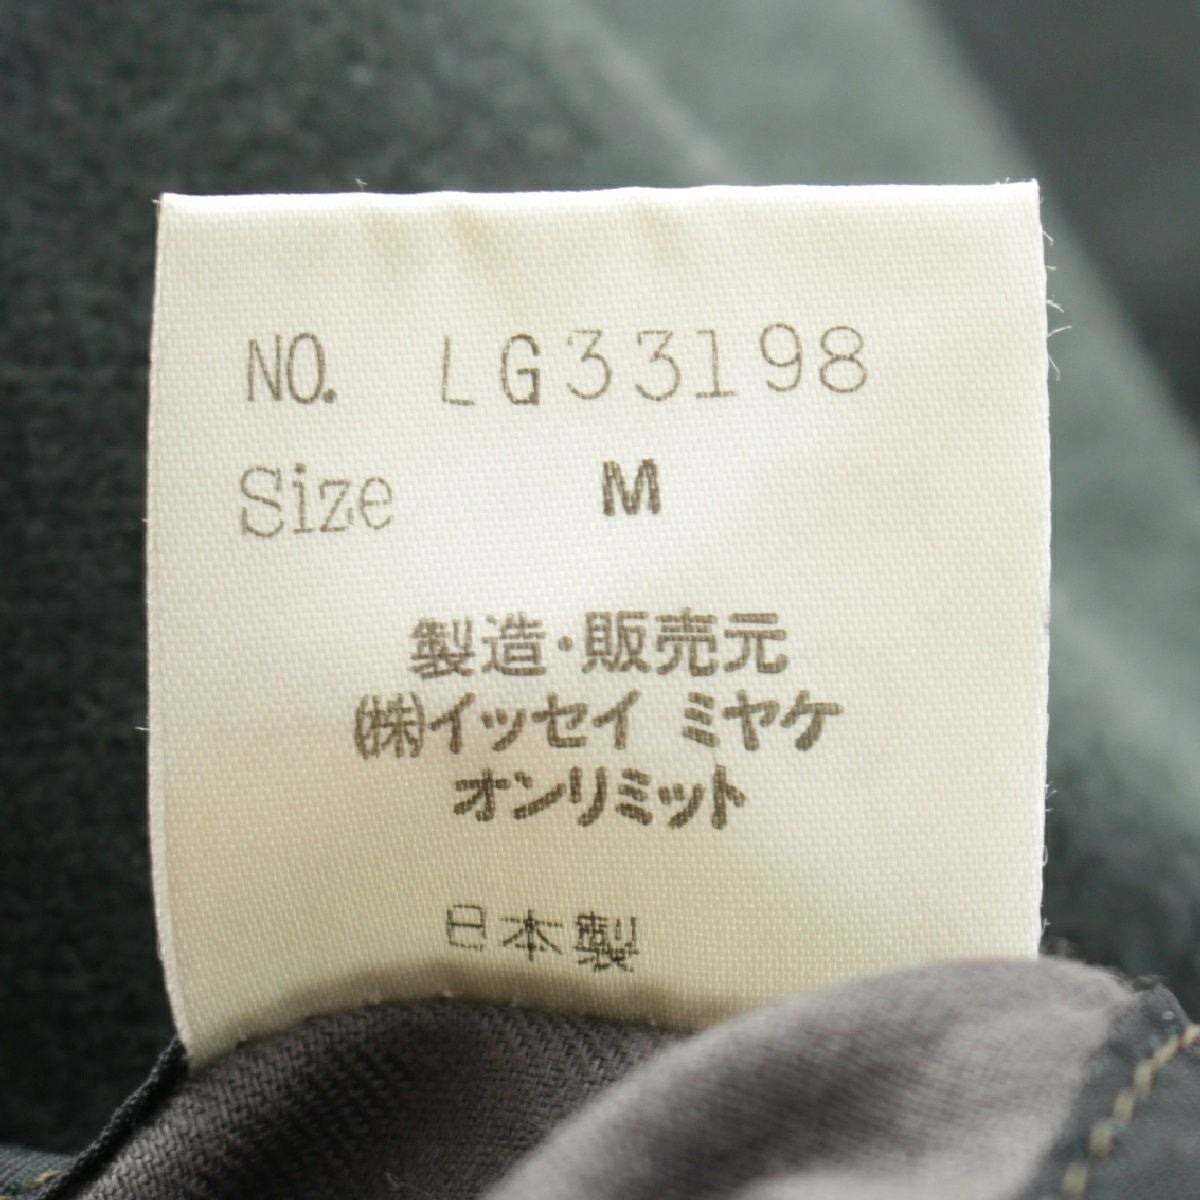 NO. LG33198
Size M
製造・販売元
(株)イッセイ ミヤケ
オンリミット
日本製